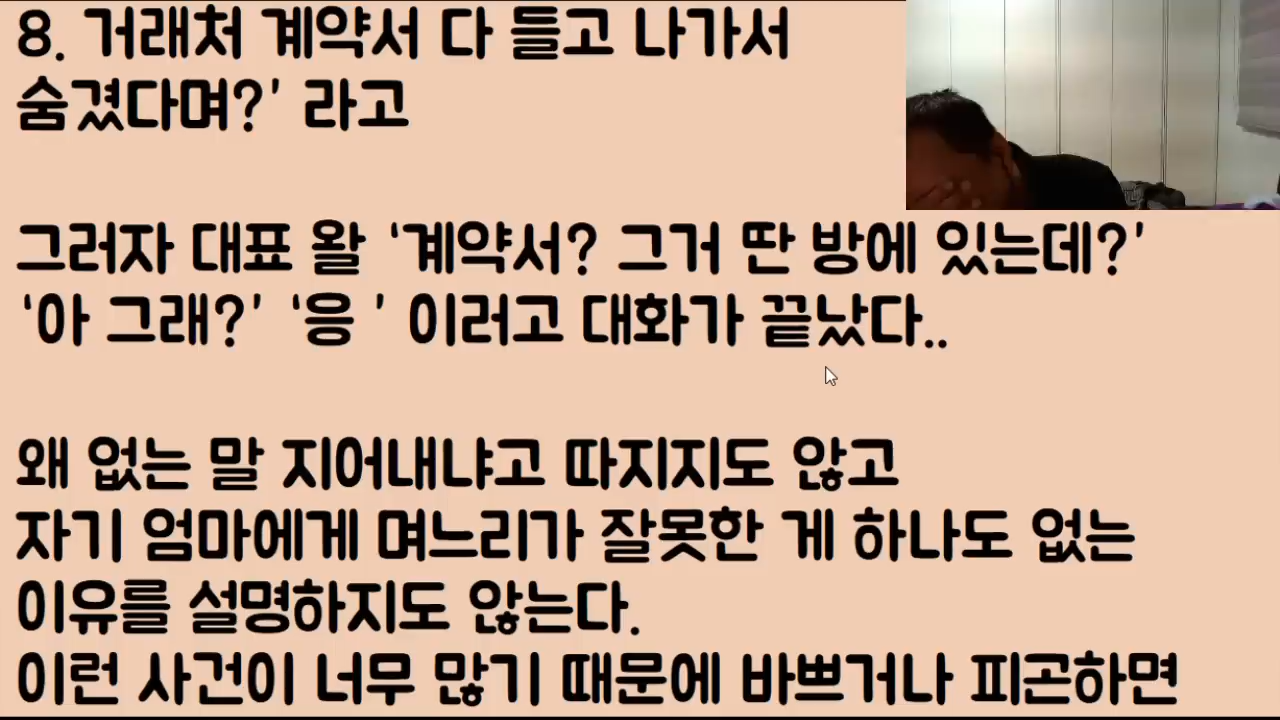 8. 거래처 계약서 다 들고 나가서
숨겼다며?’ 라고
그러자 대표 왈 ‘계약서? 그거 딴 방에 있는데?’
‘아 그래?’ ‘응 ’ 이러고 대화가 끝났다..
왜 없는 말 지어내냐고 따지지도 않고
자기 엄마에게 며느리가 잘못한 게 하나도 없는
이유를 설명하지도 않는다.
이런 사건이 너무 많기 때문에 바쁘거나 피곤하면